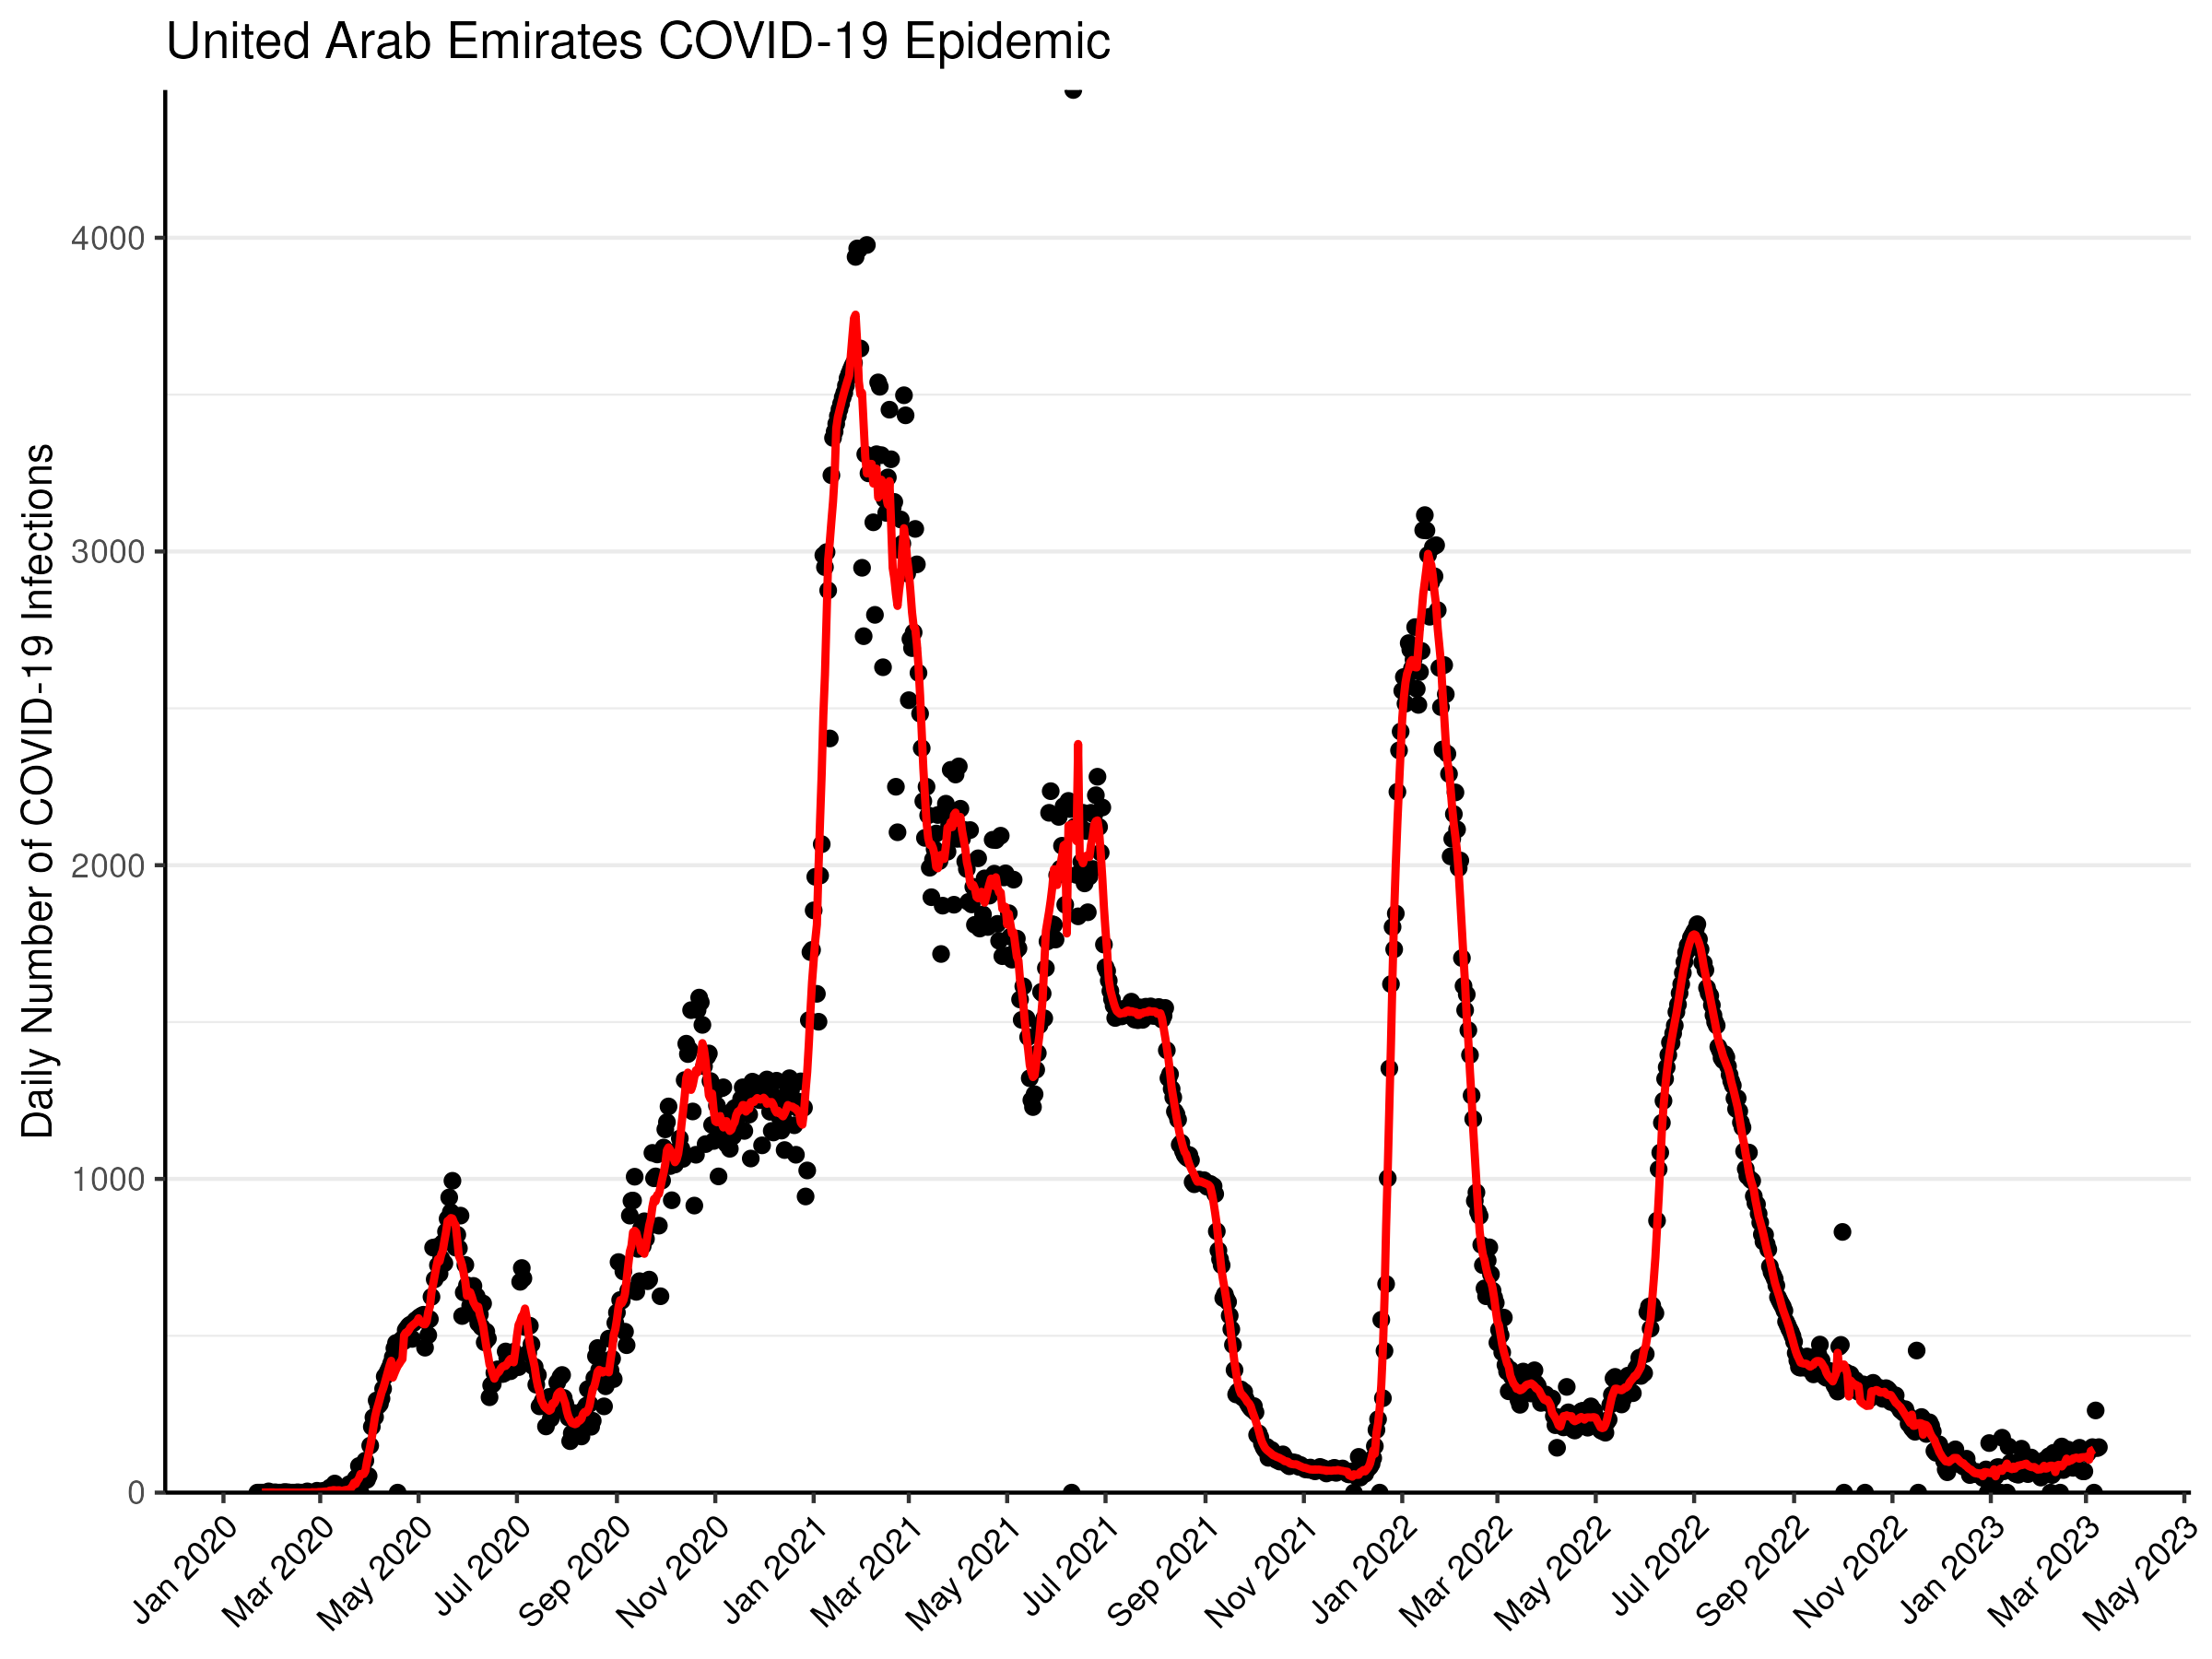 United Arab Emirates COVID-19 Epidemic
Daily Number of COVID-19 Infections
4000
3000
2000
1000
0
Jan 2020
Mar 2020
May 2020
Jul 2020
Sep 2020
Nov 2020
Jan 2021
Mar 2021
May 2021
Jul 2021
Sep 2021
Nov 2021
Jan 2022
Mar 2022
May 2022
Jul 2022
Sep 2022
Nov 2022
Jan 2023
Mar 2023
May 2023